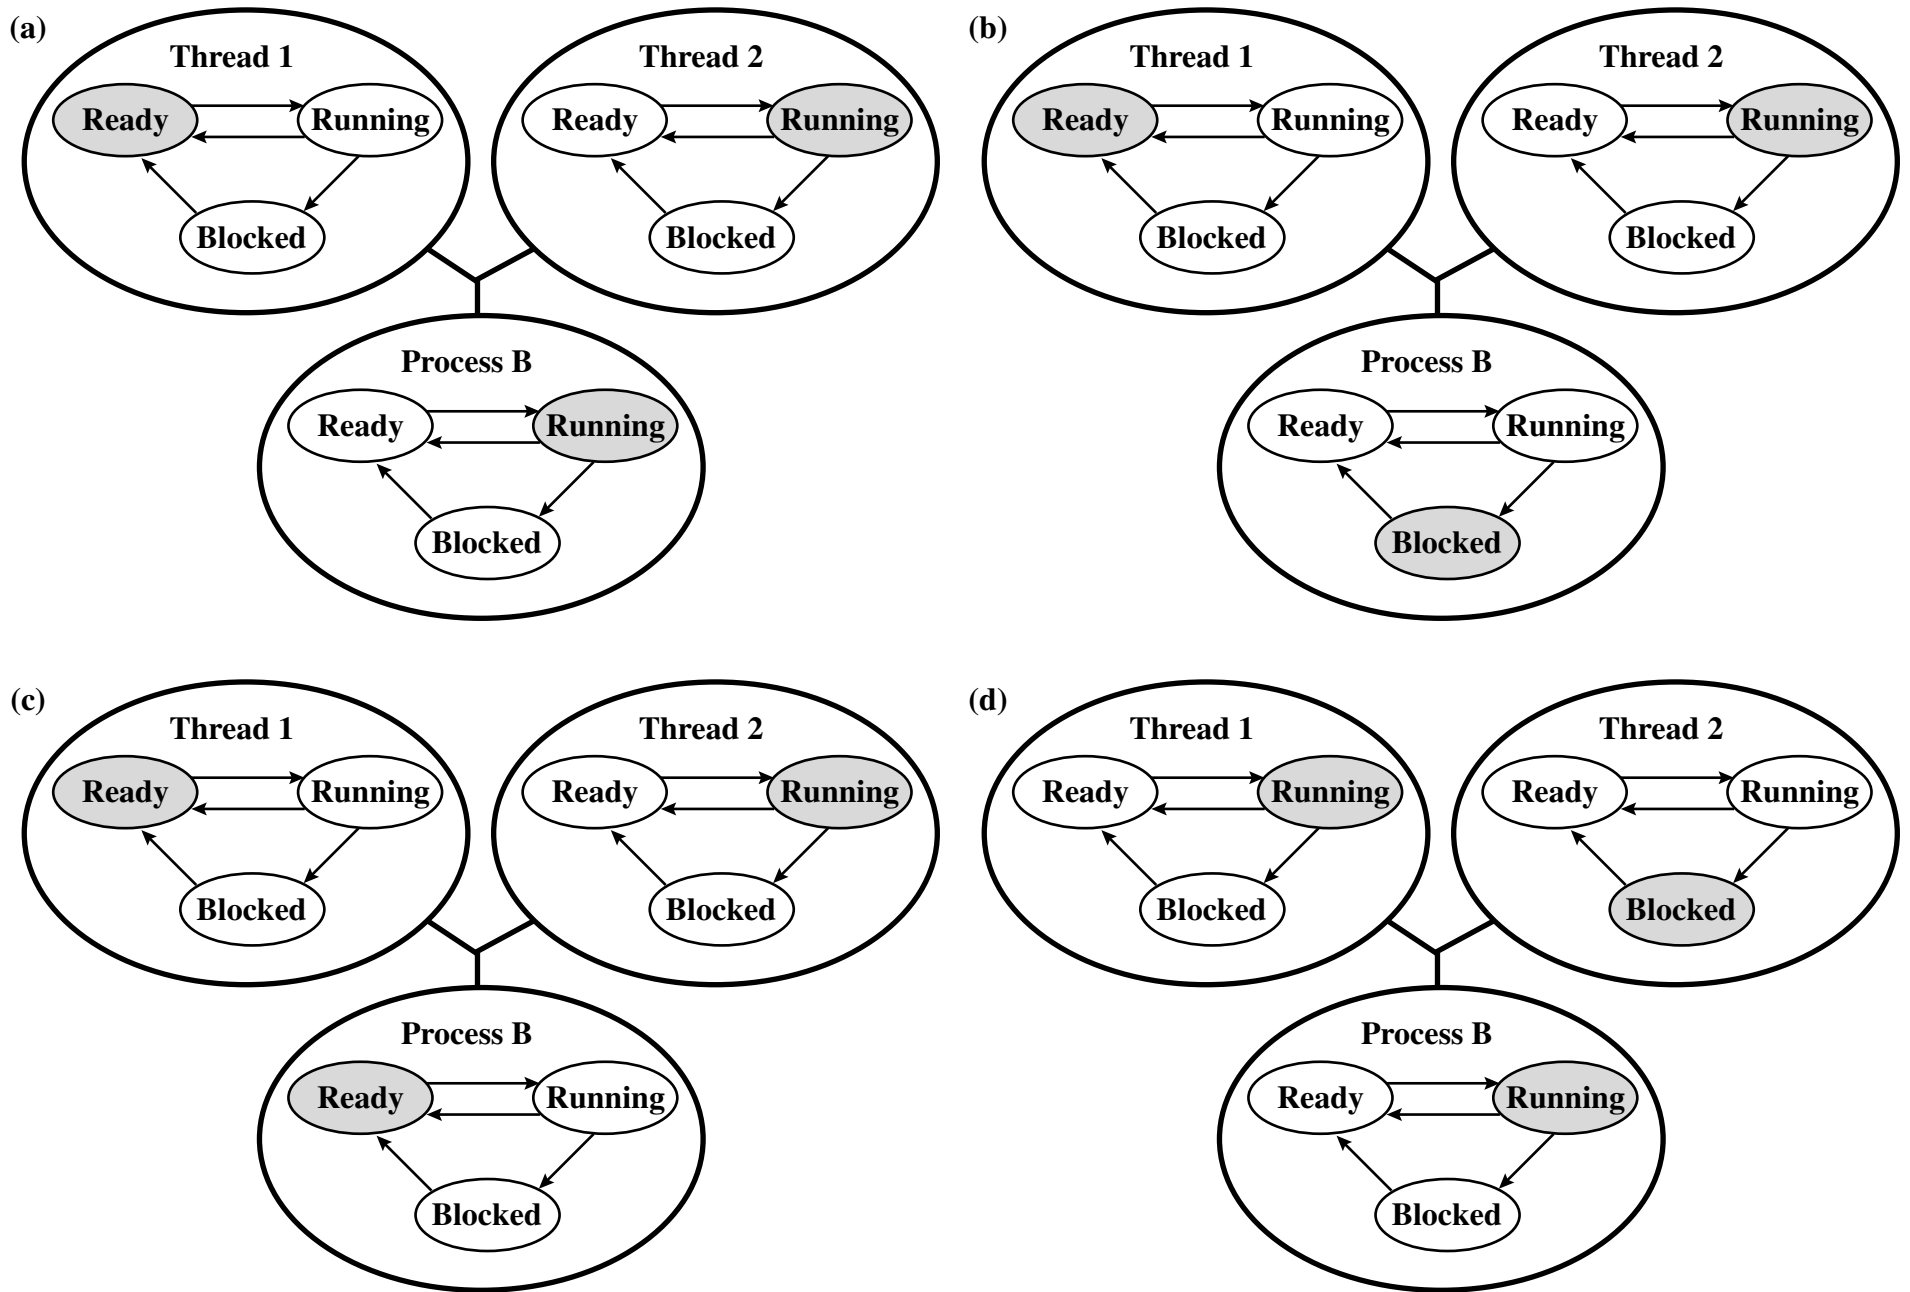 (a)
Thread 1
Ready Running
Blocked
Thread 2
Ready Running
Blocked
Process B
Ready Running
Blocked
(b)
Thread 1
Ready Running
Blocked
Thread 2
Ready Running
Blocked
Process B
Ready Running
Blocked
(c)
Thread 1
Ready Running
Blocked
Thread 2
Ready Running
Blocked
Process B
Ready Running
Blocked
(d)
Thread 1
Ready Running
Blocked
Thread 2
Ready Running
Blocked
Process B
Ready Running
Blocked